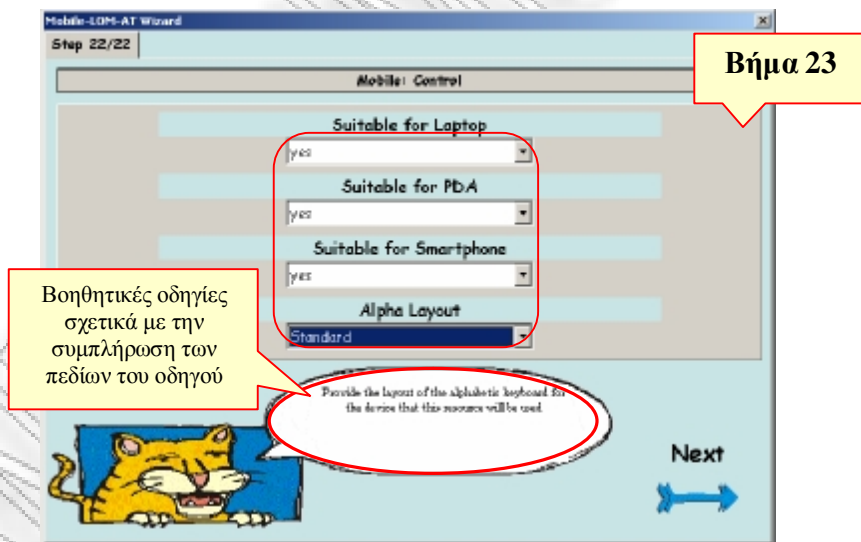 Mobile-LOM-AT Wizard
Step 22/22
Βήμα 23
Mobile: Control
Suitable for Laptop
yes
Suitable for PDA
yes
Suitable for Smartphone
yes
Alpha Layout
Standard
Βοηθητικές οδηγίες
σχετικά με την
συμπλήρωση των
πεδίων του οδηγού
Provide the layout of the alphabetic keyboard for
the device that this resource will be used
Next